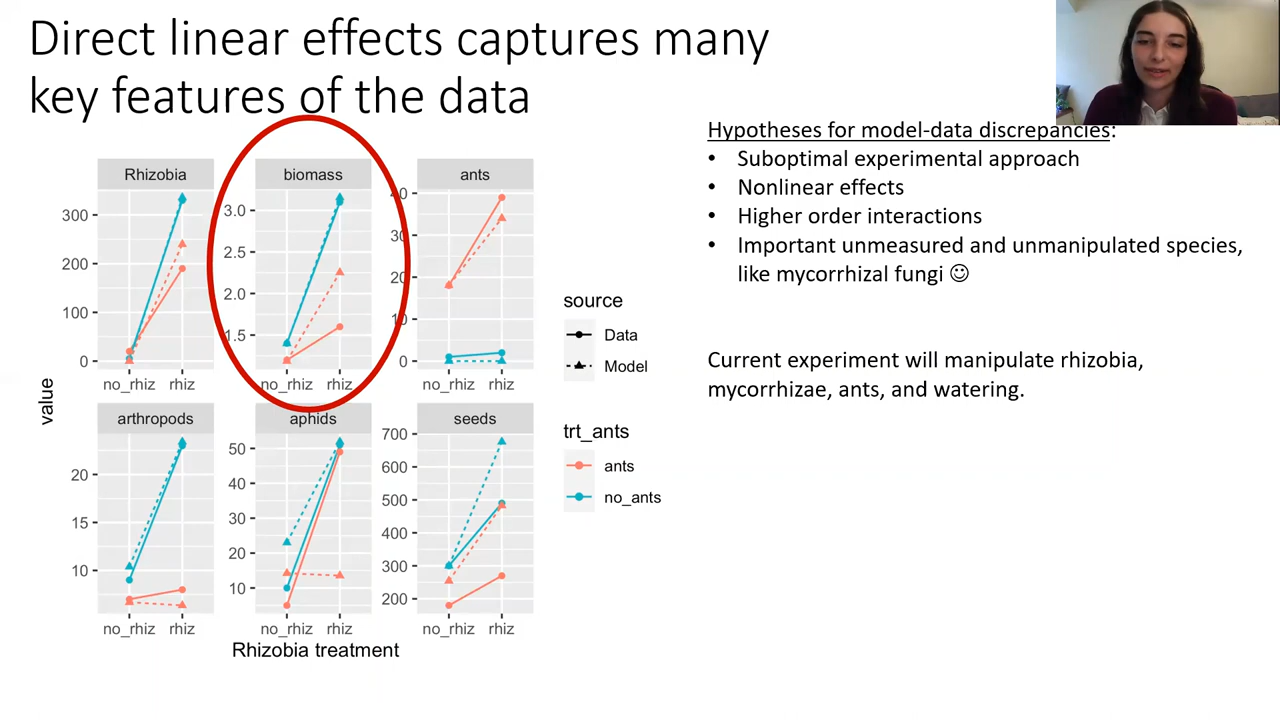 Direct linear effects captures many
key features of the data
Hypotheses for model-data discrepancies:
• Suboptimal experimental approach
• Nonlinear effects
• Higher order interactions
• Important unmeasured and unmanipulated species,
like mycorrhizal fungi ☺
Current experiment will manipulate rhizobia,
mycorrhizae, ants, and watering.
value
Rhizobia
300
200
100
0
no_rhiz rhiz
biomass
3.0
2.5
2.0
1.5
no_rhiz rhiz
ants
40
30
20
10
0
no_rhiz rhiz
arthropods
20
15
10
no_rhiz rhiz
aphids
50
40
30
20
10
no_rhiz rhiz
seeds
700
600
500
400
300
200
no_rhiz rhiz
Rhizobia treatment
source
Data
Model
trt_ants
ants
no_ants